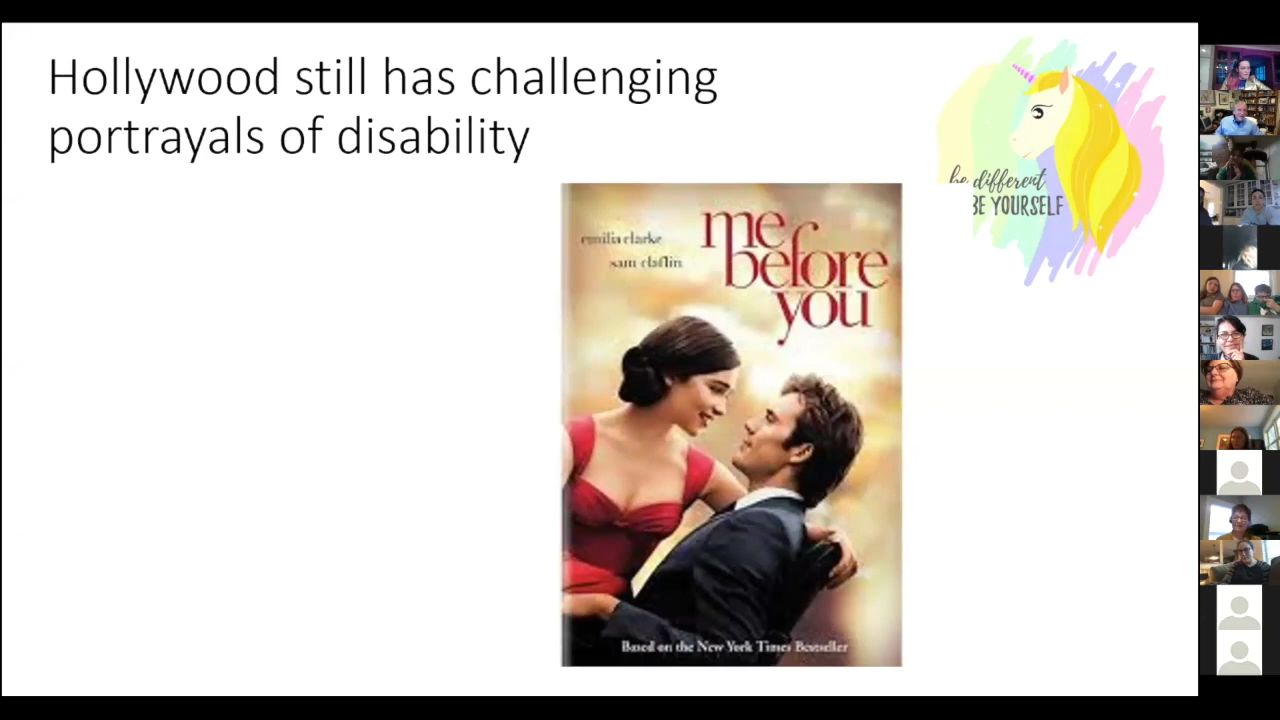 Hollywood still has challenging
portrayals of disability
be different
BE YOURSELF
emilia clarke
sam claflin
me
before
you
Based on the New York Times Bestseller